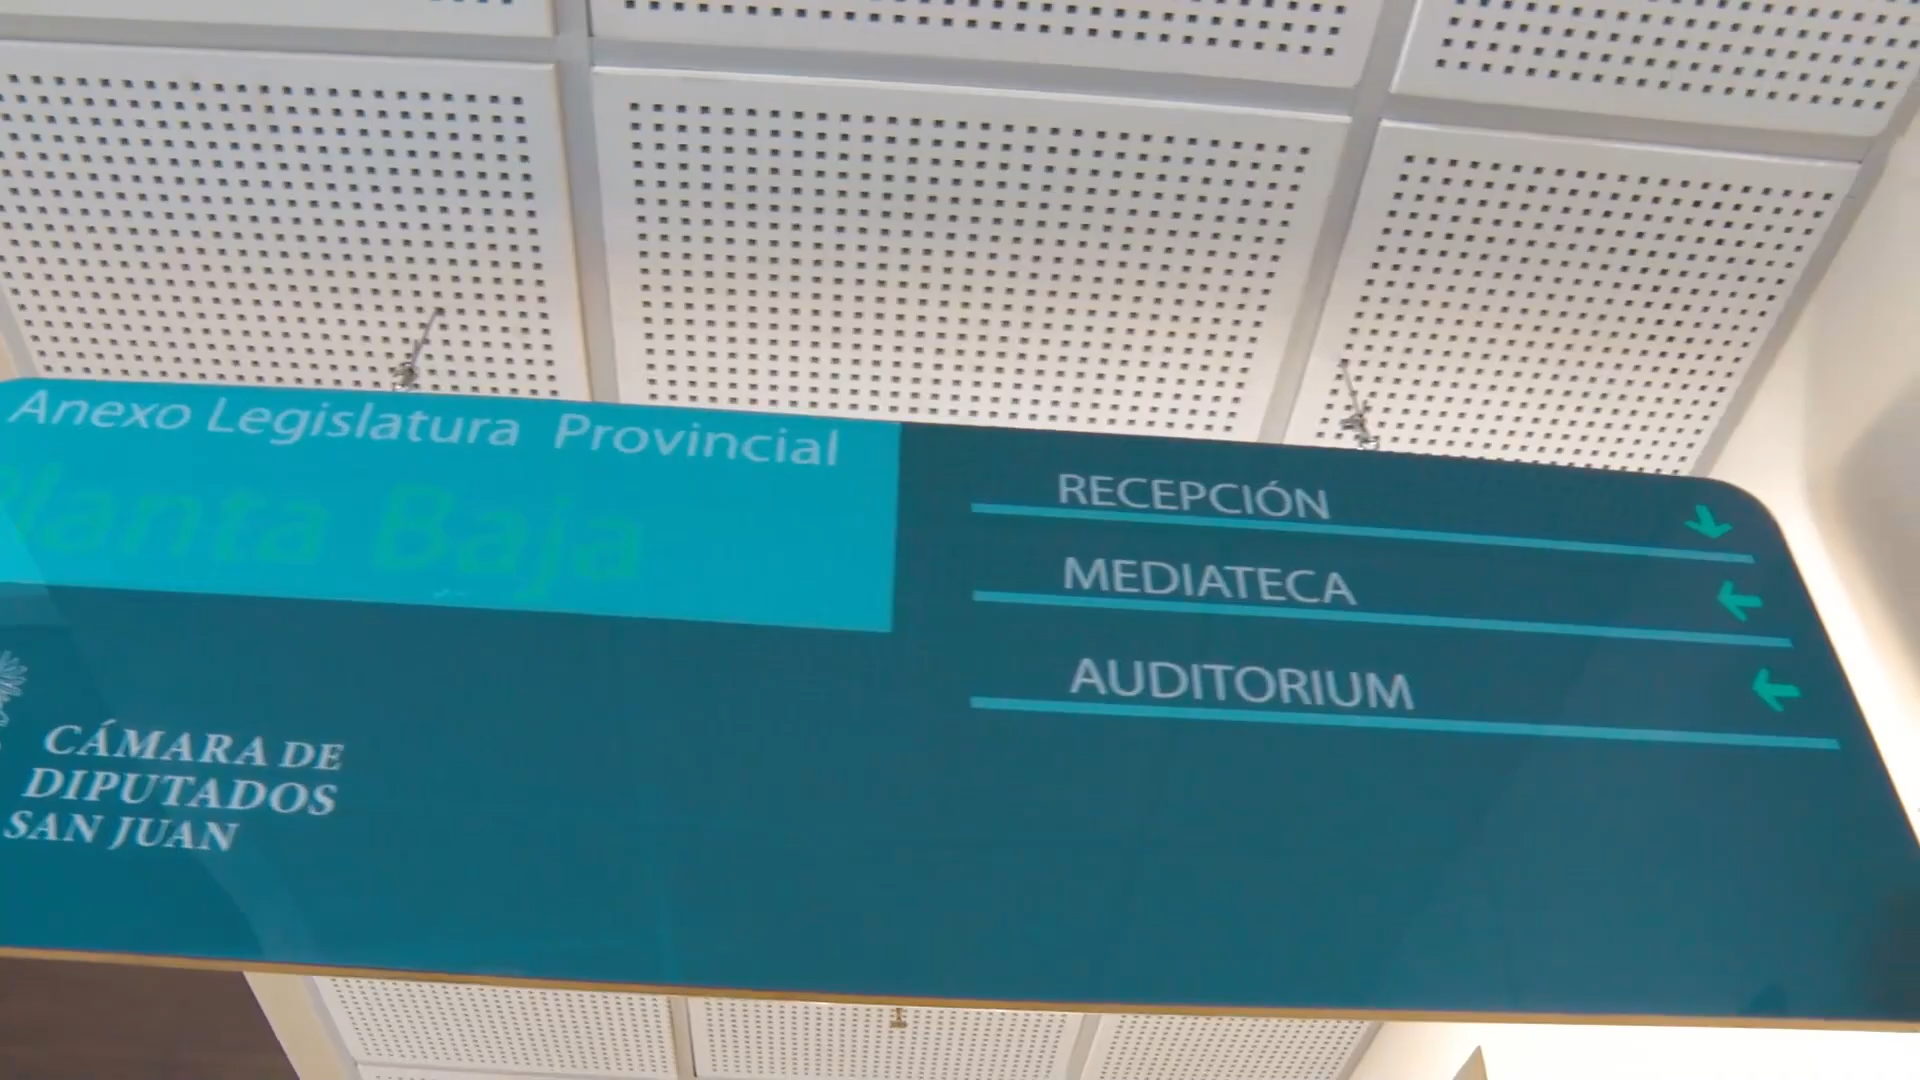 Anexo Legislatura Provincial
Planta Baja
CÁMARA DE
DIPUTADOS
SAN JUAN
RECEPCIÓN
MEDIATECA
AUDITORIUM